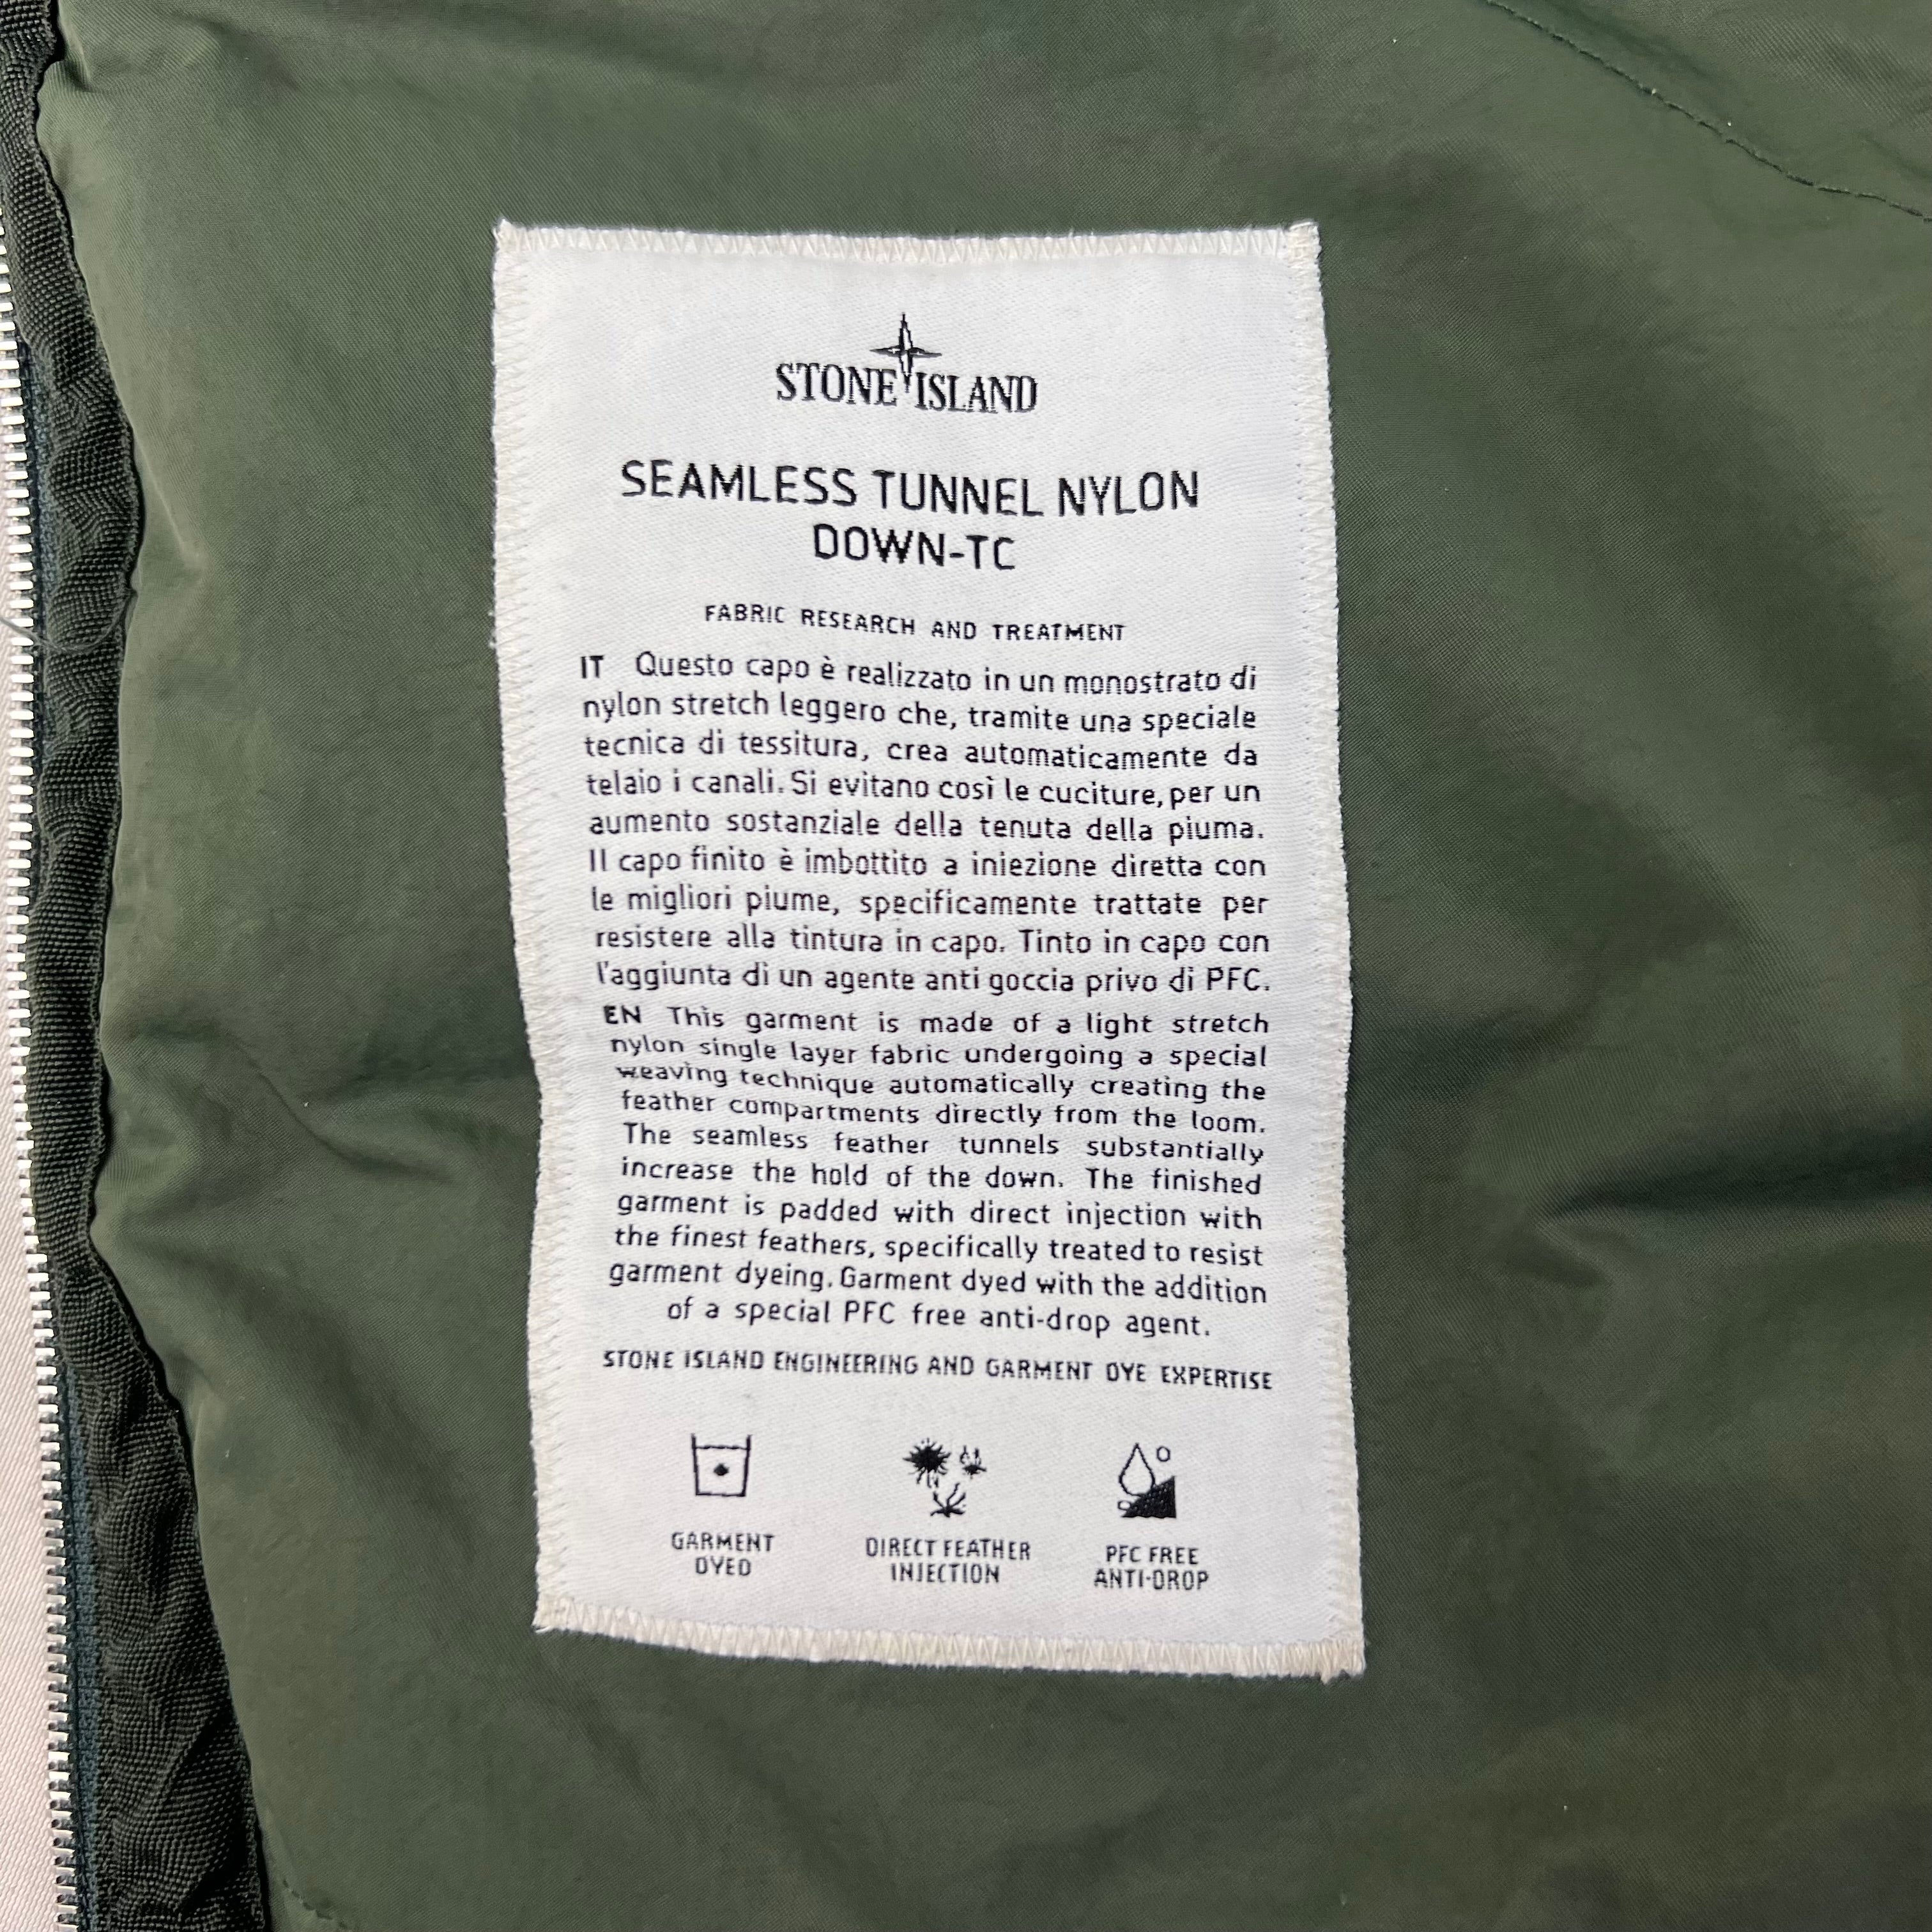 STONE ISLAND
SEAMLESS TUNNEL NYLON
DOWN-TC
FABRIC RESEARCH AND TREATMENT
IT Questo capo è realizzato in un monostrato di
nylon stretch leggero che, tramite una speciale
tecnica di tessitura, crea automaticamente da
telaio i canali. Si evitano così le cuciture, per un
aumento sostanziale della tenuta della piuma.
Il capo finito è imbottito a iniezione diretta con
le migliori piume, specificamente trattate per
resistere alla tintura in capo. Tinto in capo con
l'aggiunta di un agente anti goccia privo di PFC.
EN This garment is made of a light stretch
nylon single layer fabric undergoing a special
weaving technique automatically creating the
feather compartments directly from the loom.
The seamless feather tunnels substantially
increase the hold of the down. The finished
garment is padded with direct injection with
the finest feathers, specifically treated to resist
garment dyeing. Garment dyed with the addition
of a special PFC free anti-drop agent.
STONE ISLAND ENGINEERING AND GARMENT DYE EXPERTISE
GARMENT
DYED
DIRECT FEATHER
INJECTION
PFC FREE
ANTI-DROP